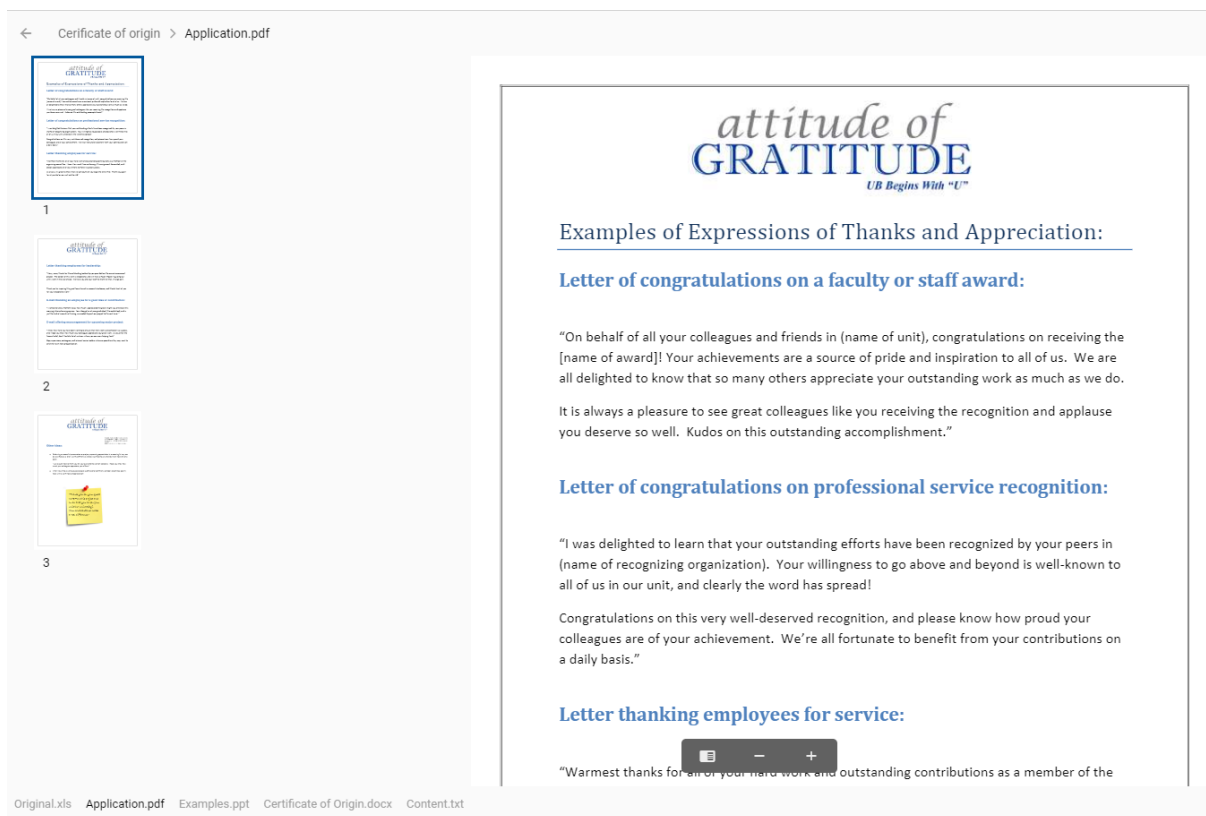 Cerificate of origin > Application.pdf
1
2
3
attitude of
GRATITUDE
UB Begins With “U”
Examples of Expressions of Thanks and Appreciation:
Letter of congratulations on a faculty or staff award:
“On behalf of all your colleagues and friends in (name of unit), congratulations on receiving the
[name of award]! Your achievements are a source of pride and inspiration to all of us.  We are
all delighted to know that so many others appreciate your outstanding work as much as we do.
It is always a pleasure to see great colleagues like you receiving the recognition and applause
you deserve so well.  Kudos on this outstanding accomplishment.”
Letter of congratulations on professional service recognition:
“I was delighted to learn that your outstanding efforts have been recognized by your peers in
(name of recognizing organization).  Your willingness to go above and beyond is well-known to
all of us in our unit, and clearly the word has spread!
Congratulations on this very well-deserved recognition, and please know how proud your
colleagues are of your achievement.  We’re all fortunate to benefit from your contributions on
a daily basis.”
Letter thanking employees for service:
“Warmest thanks for all of your hard work and outstanding contributions as a member of the
Original.xls Application.pdf Examples.ppt Certificate of Origin.docx Content.txt